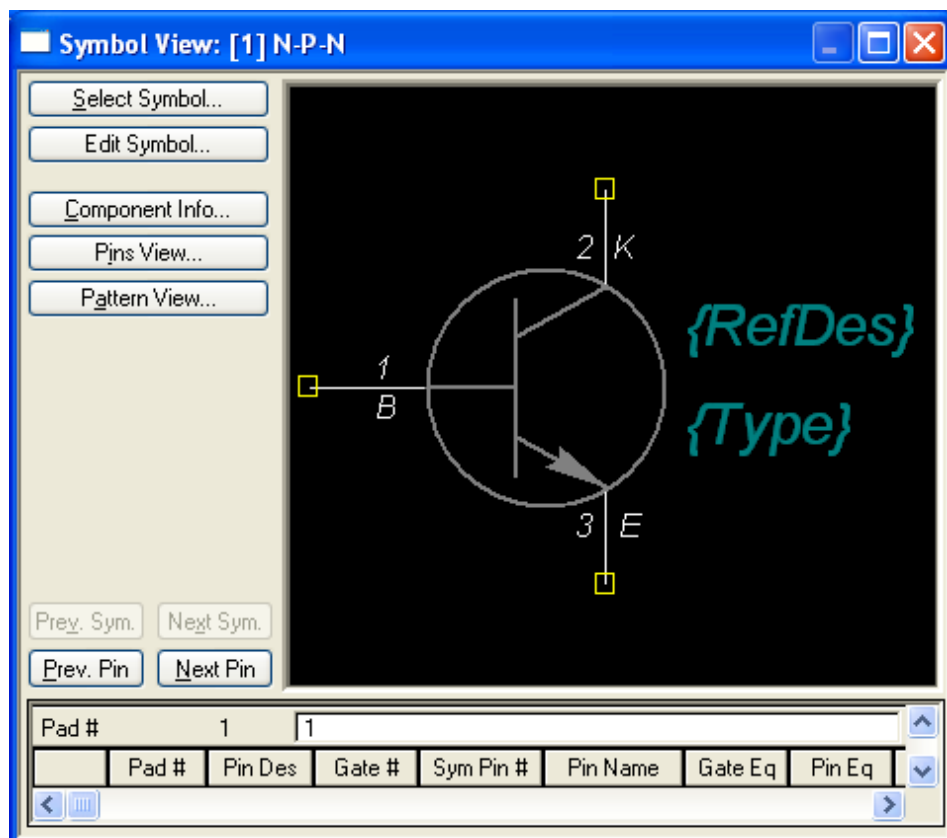 Symbol View: [1] N-P-N
Select Symbol...
Edit Symbol...
Component Info...
Pins View...
Pattern View...
2 K
{RefDes}
1
B
{Type}
3 E
Prev. Sym. Next Sym.
Prev. Pin Next Pin
Pad # 1 1
Pad # Pin Des Gate # Sym Pin # Pin Name Gate Eq Pin Eq